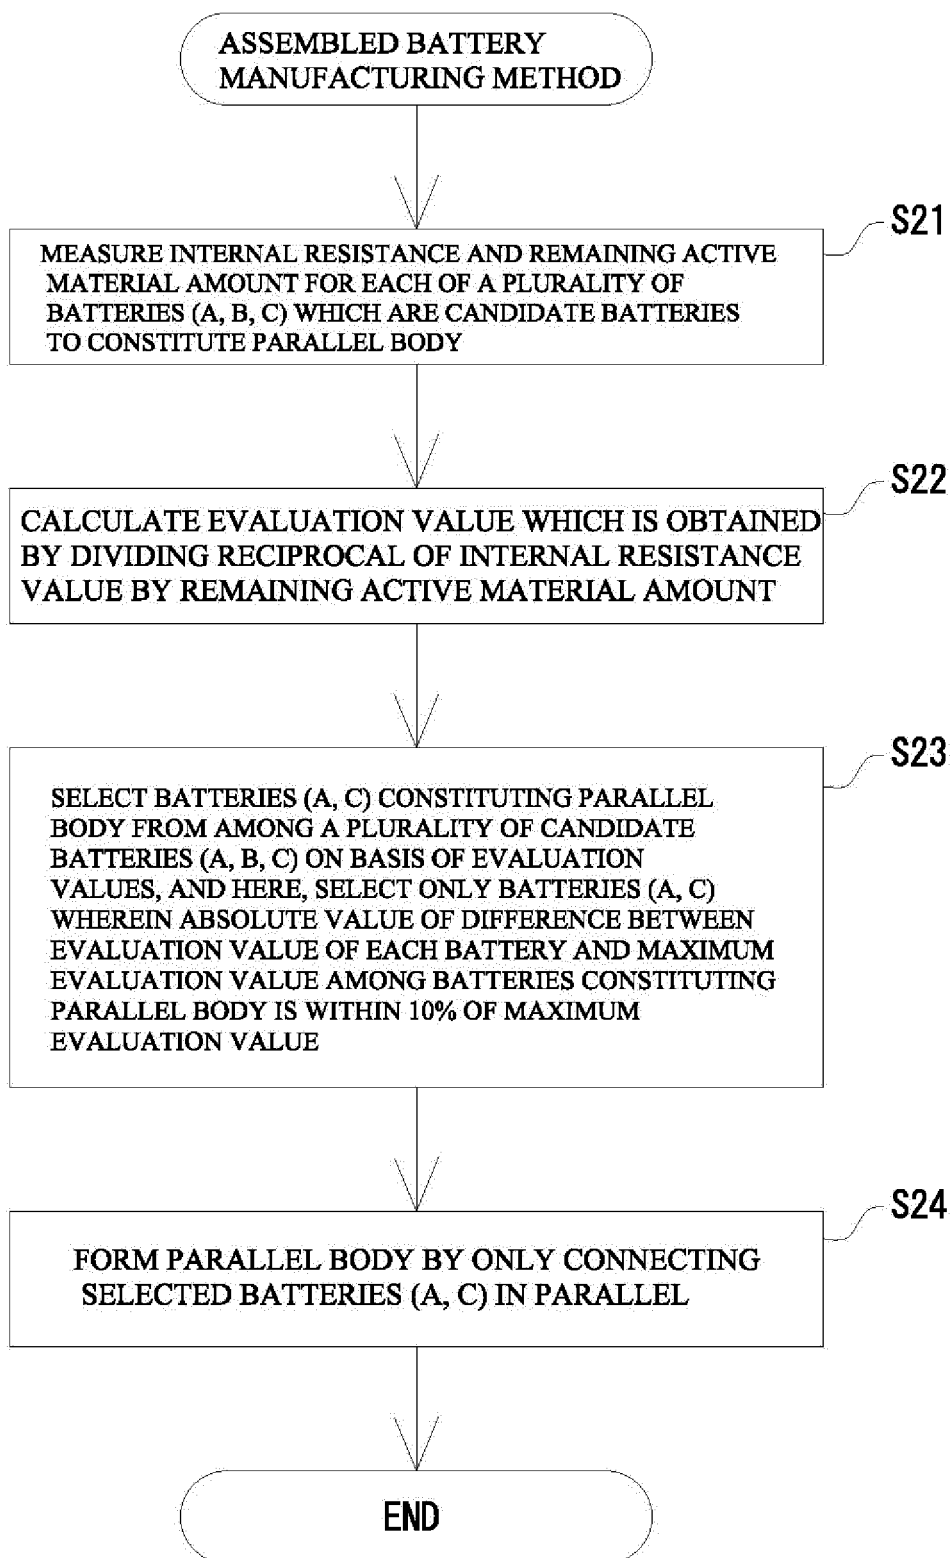 ASSEMBLED BATTERY
MANUFACTURING METHOD
S21
MEASURE INTERNAL RESISTANCE AND REMAINING ACTIVE
MATERIAL AMOUNT FOR EACH OF A PLURALITY OF
BATTERIES (A, B, C) WHICH ARE CANDIDATE BATTERIES
TO CONSTITUTE PARALLEL BODY
S22
CALCULATE EVALUATION VALUE WHICH IS OBTAINED
BY DIVIDING RECIPROCAL OF INTERNAL RESISTANCE
VALUE BY REMAINING ACTIVE MATERIAL AMOUNT
S23
SELECT BATTERIES (A, C) CONSTITUTING PARALLEL
BODY FROM AMONG A PLURALITY OF CANDIDATE
BATTERIES (A, B, C) ON BASIS OF EVALUATION
VALUES, AND HERE, SELECT ONLY BATTERIES (A, C)
WHEREIN ABSOLUTE VALUE OF DIFFERENCE BETWEEN
EVALUATION VALUE OF EACH BATTERY AND MAXIMUM
EVALUATION VALUE AMONG BATTERIES CONSTITUTING
PARALLEL BODY IS WITHIN 10% OF MAXIMUM
EVALUATION VALUE
S24
FORM PARALLEL BODY BY ONLY CONNECTING
SELECTED BATTERIES (A, C) IN PARALLEL
END